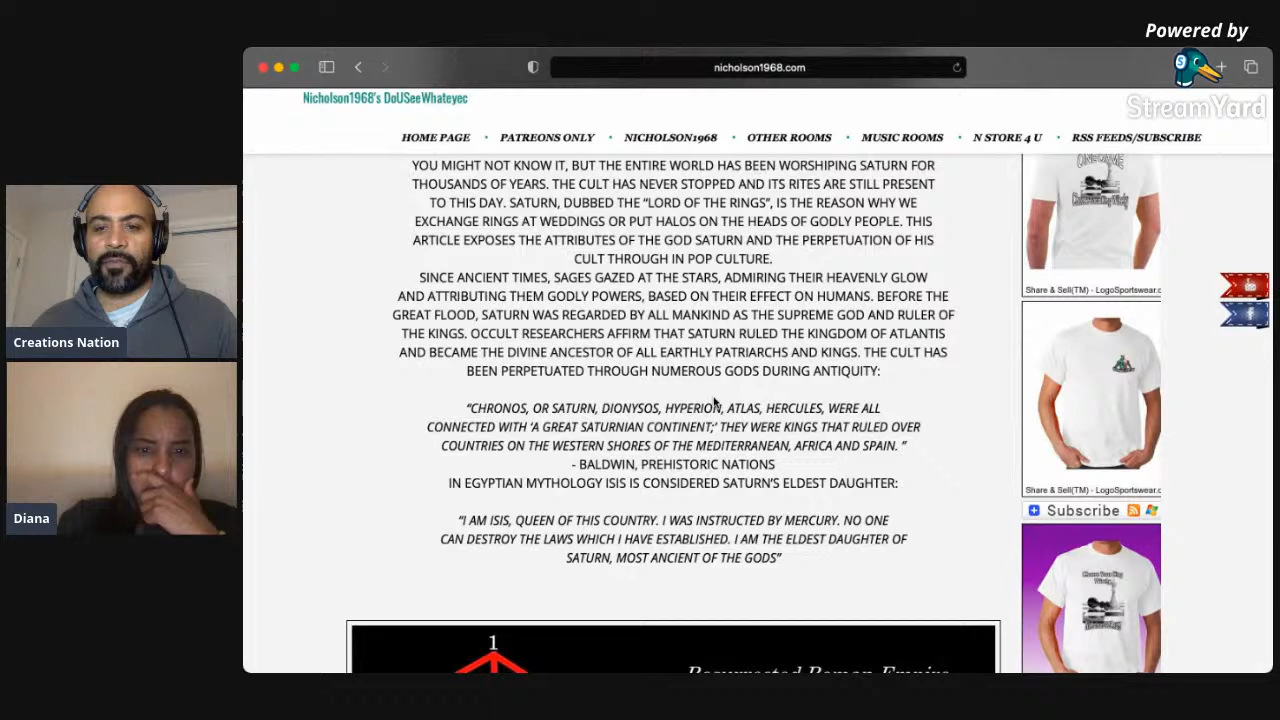 Powered by
StreamYard
nicholson1968.com
Nicholson1968's DoUSeeWhateyec
HOME PAGE • PATREONS ONLY • NICHOLSON1968 • OTHER ROOMS • MUSIC ROOMS • N STORE 4 U • RSS FEEDS/SUBSCRIBE
YOU MIGHT NOT KNOW IT, BUT THE ENTIRE WORLD HAS BEEN WORSHIPING SATURN FOR
THOUSANDS OF YEARS. THE CULT HAS NEVER STOPPED AND ITS RITES ARE STILL PRESENT
TO THIS DAY. SATURN, DUBBED THE “LORD OF THE RINGS”, IS THE REASON WHY WE
EXCHANGE RINGS AT WEDDINGS OR PUT HALOS ON THE HEADS OF GODLY PEOPLE. THIS
ARTICLE EXPOSES THE ATTRIBUTES OF THE GOD SATURN AND THE PERPETUATION OF HIS
CULT THROUGH IN POP CULTURE.
SINCE ANCIENT TIMES, SAGES GAZED AT THE STARS, ADMIRING THEIR HEAVENLY GLOW
AND ATTRIBUTING THEM GODLY POWERS, BASED ON THEIR EFFECT ON HUMANS. BEFORE THE
GREAT FLOOD, SATURN WAS REGARDED BY ALL MANKIND AS THE SUPREME GOD AND RULER OF
THE KINGS. OCCULT RESEARCHERS AFFIRM THAT SATURN RULED THE KINGDOM OF ATLANTIS
AND BECAME THE DIVINE ANCESTOR OF ALL EARTHLY PATRIARCHS AND KINGS. THE CULT HAS
BEEN PERPETUATED THROUGH NUMEROUS GODS DURING ANTIQUITY:
“CHRONOS, OR SATURN, DIONYSOS, HYPERION, ATLAS, HERCULES, WERE ALL
CONNECTED WITH ‘A GREAT SATURNIAN CONTINENT;’ THEY WERE KINGS THAT RULED OVER
COUNTRIES ON THE WESTERN SHORES OF THE MEDITERRANEAN, AFRICA AND SPAIN. ”
- BALDWIN, PREHISTORIC NATIONS
IN EGYPTIAN MYTHOLOGY ISIS IS CONSIDERED SATURN’S ELDEST DAUGHTER:
“I AM ISIS, QUEEN OF THIS COUNTRY. I WAS INSTRUCTED BY MERCURY. NO ONE
CAN DESTROY THE LAWS WHICH I HAVE ESTABLISHED. I AM THE ELDEST DAUGHTER OF
SATURN, MOST ANCIENT OF THE GODS”
1
Resurrected Roman Empire
Share & Sell(TM) - LogoSportswear.c
Share & Sell(TM) - LogoSportswear.c
Subscribe
Creations Nation
Diana